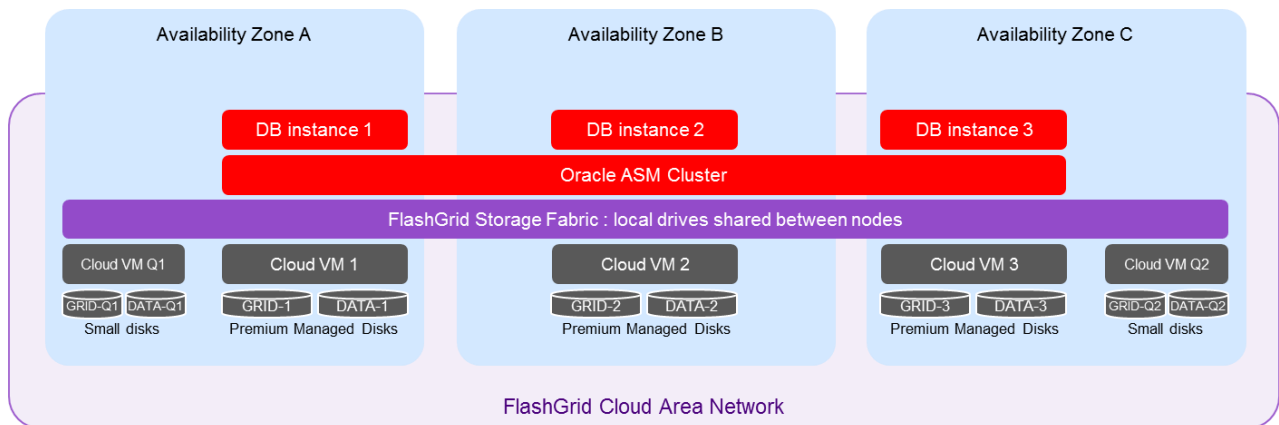 Availability Zone A
Availability Zone B
Availability Zone C
DB instance 1
DB instance 2
DB instance 3
Oracle ASM Cluster
FlashGrid Storage Fabric : local drives shared between nodes
Cloud VM Q1
Cloud VM 1
Cloud VM 2
Cloud VM 3
Cloud VM Q2
GRID-Q1
DATA-Q1
GRID-1
DATA-1
GRID-2
DATA-2
GRID-3
DATA-3
GRID-Q2
DATA-Q2
Small disks
Premium Managed Disks
Premium Managed Disks
Premium Managed Disks
Small disks
FlashGrid Cloud Area Network